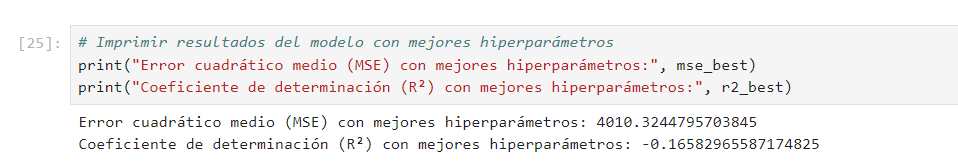 [25]: # Imprimir resultados del modelo con mejores hiperparámetros
print("Error cuadrático medio (MSE) con mejores hiperparámetros:", mse_best)
print("Coeficiente de determinación (R²) con mejores hiperparámetros:", r2_best)
Error cuadrático medio (MSE) con mejores hiperparámetros: 4010.3244795703845
Coeficiente de determinación (R²) con mejores hiperparámetros: -0.16582965587174825